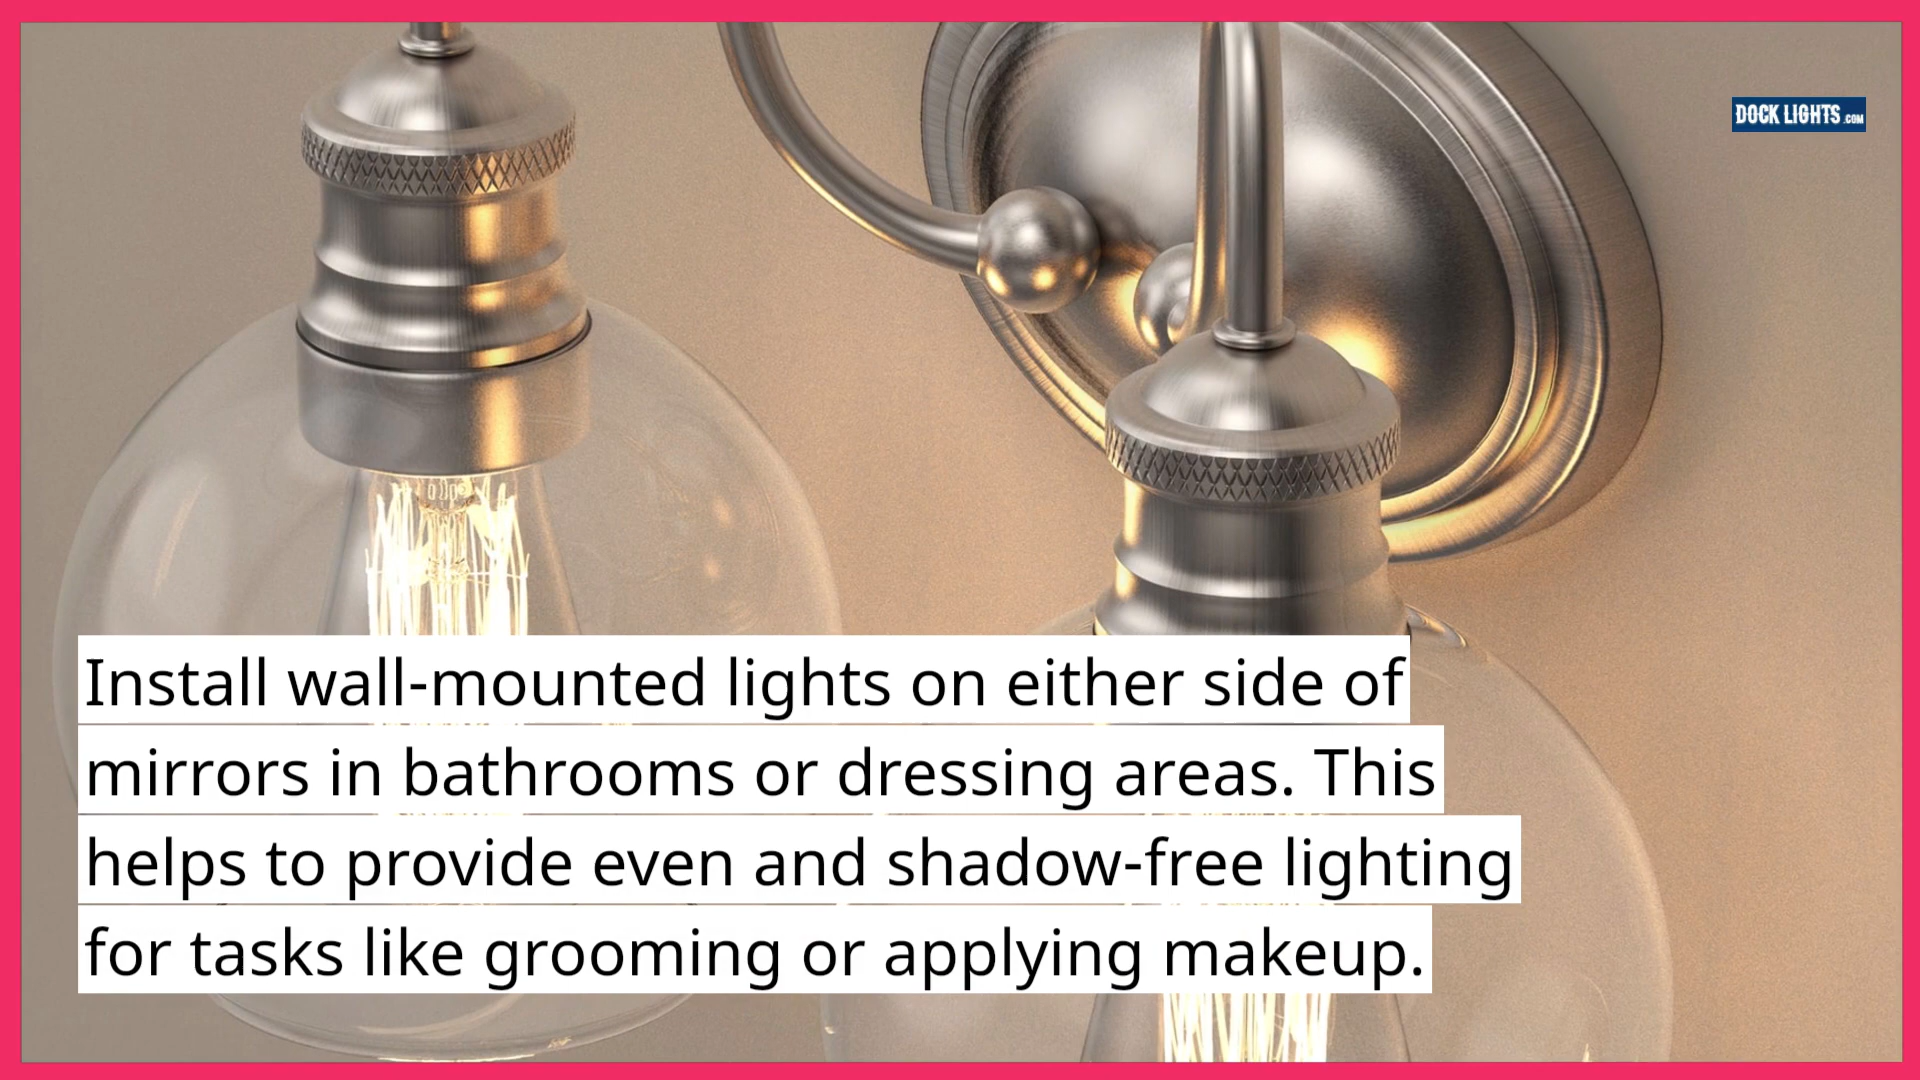 DOCK LIGHTS.COM
Install wall-mounted lights on either side of
mirrors in bathrooms or dressing areas. This
helps to provide even and shadow-free lighting
for tasks like grooming or applying makeup.